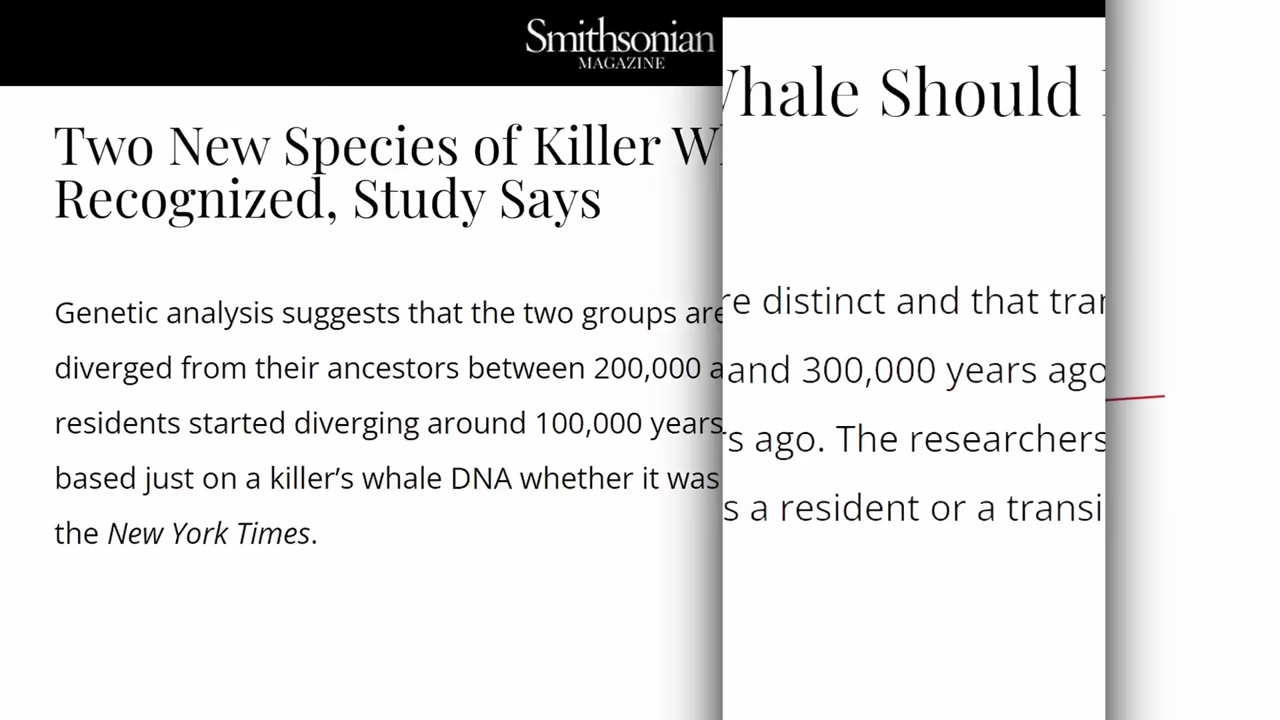 Smithsonian
MAGAZINE
Two New Species of Killer Whale Should
Recognized, Study Says
Genetic analysis suggests that the two groups are distinct and that
diverged from their ancestors between 200,000 and 300,000 years ago
residents started diverging around 100,000 years ago. The researchers
based just on a killer’s whale DNA whether it was a resident or a
the New York Times.